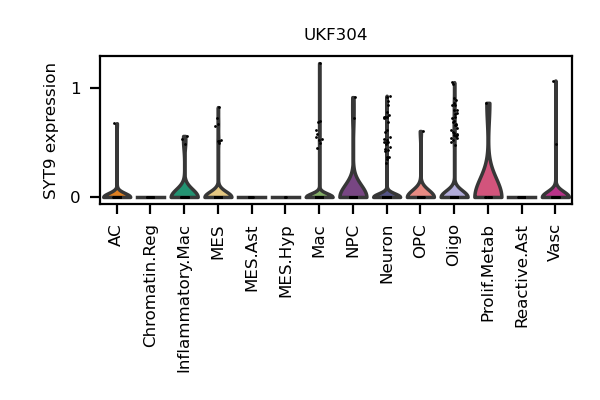 UKF304
SYT9 expression
1
0
AC
Chromatin.Reg
Inflammatory.Mac
MES
MES.Ast
MES.Hyp
Mac
NPC
Neuron
OPC
Oligo
Prolif.Metab
Reactive.Ast
Vasc